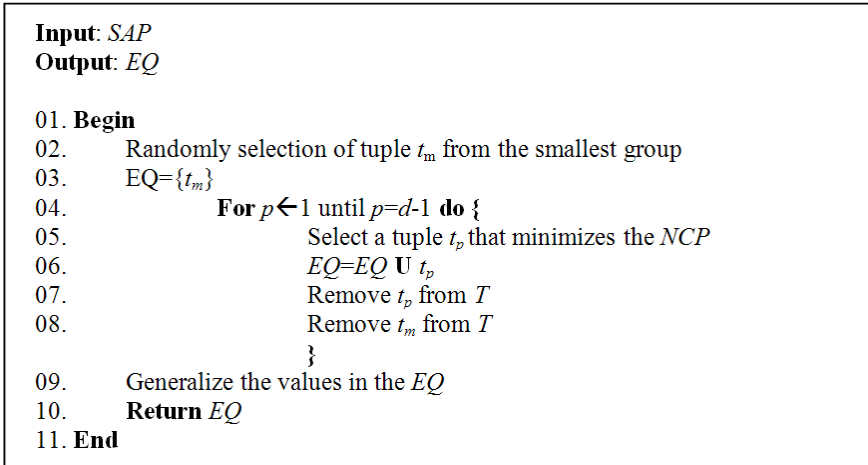 Input: SAP
Output: EQ
01. Begin
02. Randomly selection of tuple tm from the smallest group
03. EQ={tm}
04. For p←1 until p=d-1 do {
05. Select a tuple tp that minimizes the NCP
06. EQ=EQ U tp
07. Remove tp from T
08. Remove tm from T
}
09. Generalize the values in the EQ
10. Return EQ
11. End